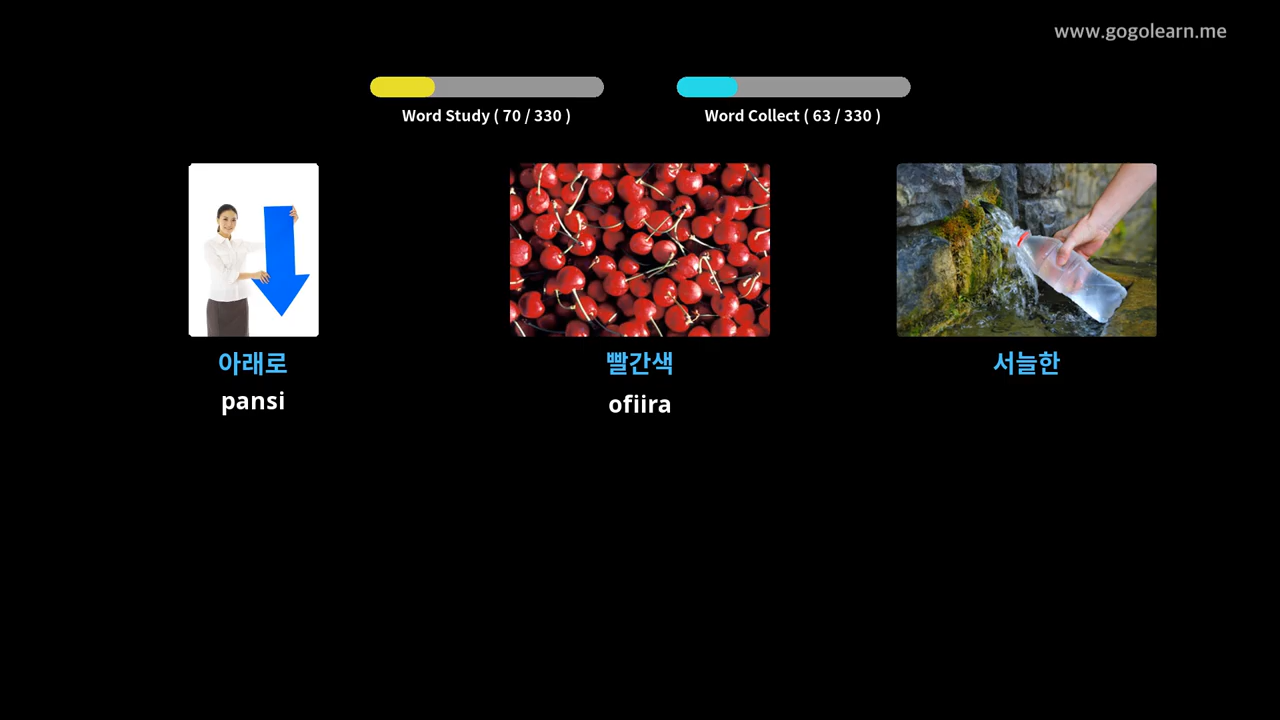 www.gogolearn.me
Word Study ( 70 / 330 )
Word Collect ( 63 / 330 )
아래로
pansi
빨간색
ofiira
서늘한